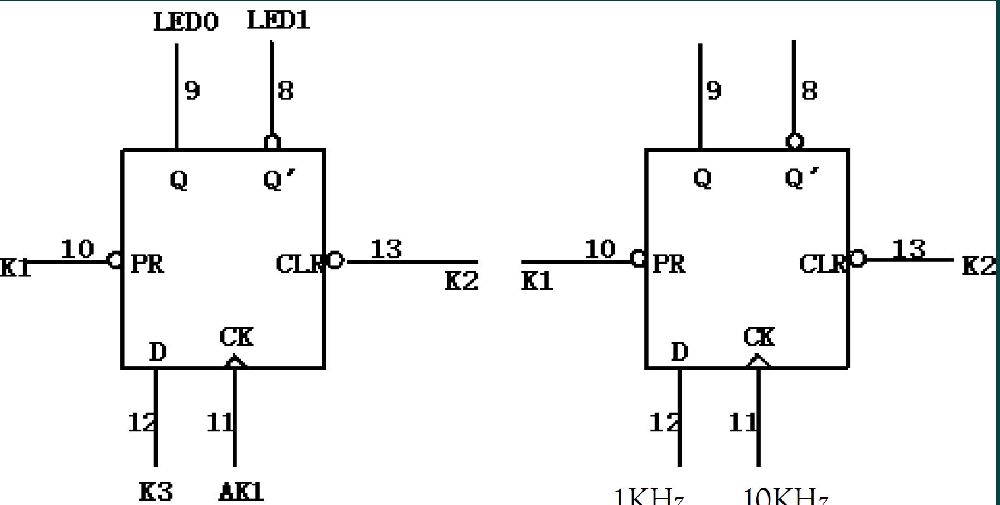 LED0 LED1
9 8 9 8
Q Q′ Q Q′
10 13 10 13
K1 PR CLR K2 K1 PR CLR K2
CK CK
D D
12 11 12 11
K3 AK1 1KHz 10KHz